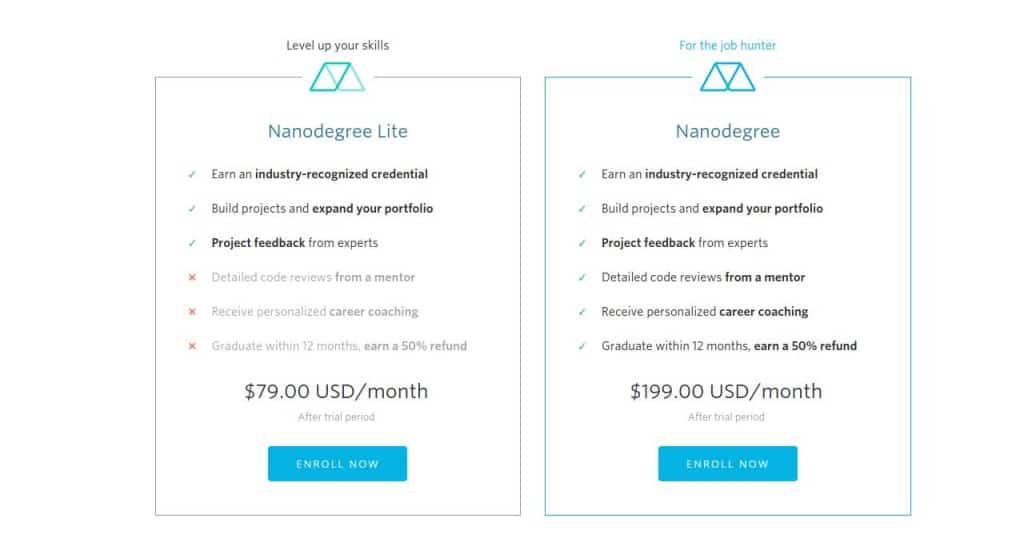 Level up your skills
Nanodegree Lite
✓ Earn an industry-recognized credential
✓ Build projects and expand your portfolio
✓ Project feedback from experts
× Detailed code reviews from a mentor
× Receive personalized career coaching
× Graduate within 12 months, earn a 50% refund
$79.00 USD/month
After trial period
ENROLL NOW
For the job hunter
Nanodegree
✓ Earn an industry-recognized credential
✓ Build projects and expand your portfolio
✓ Project feedback from experts
✓ Detailed code reviews from a mentor
✓ Receive personalized career coaching
✓ Graduate within 12 months, earn a 50% refund
$199.00 USD/month
After trial period
ENROLL NOW